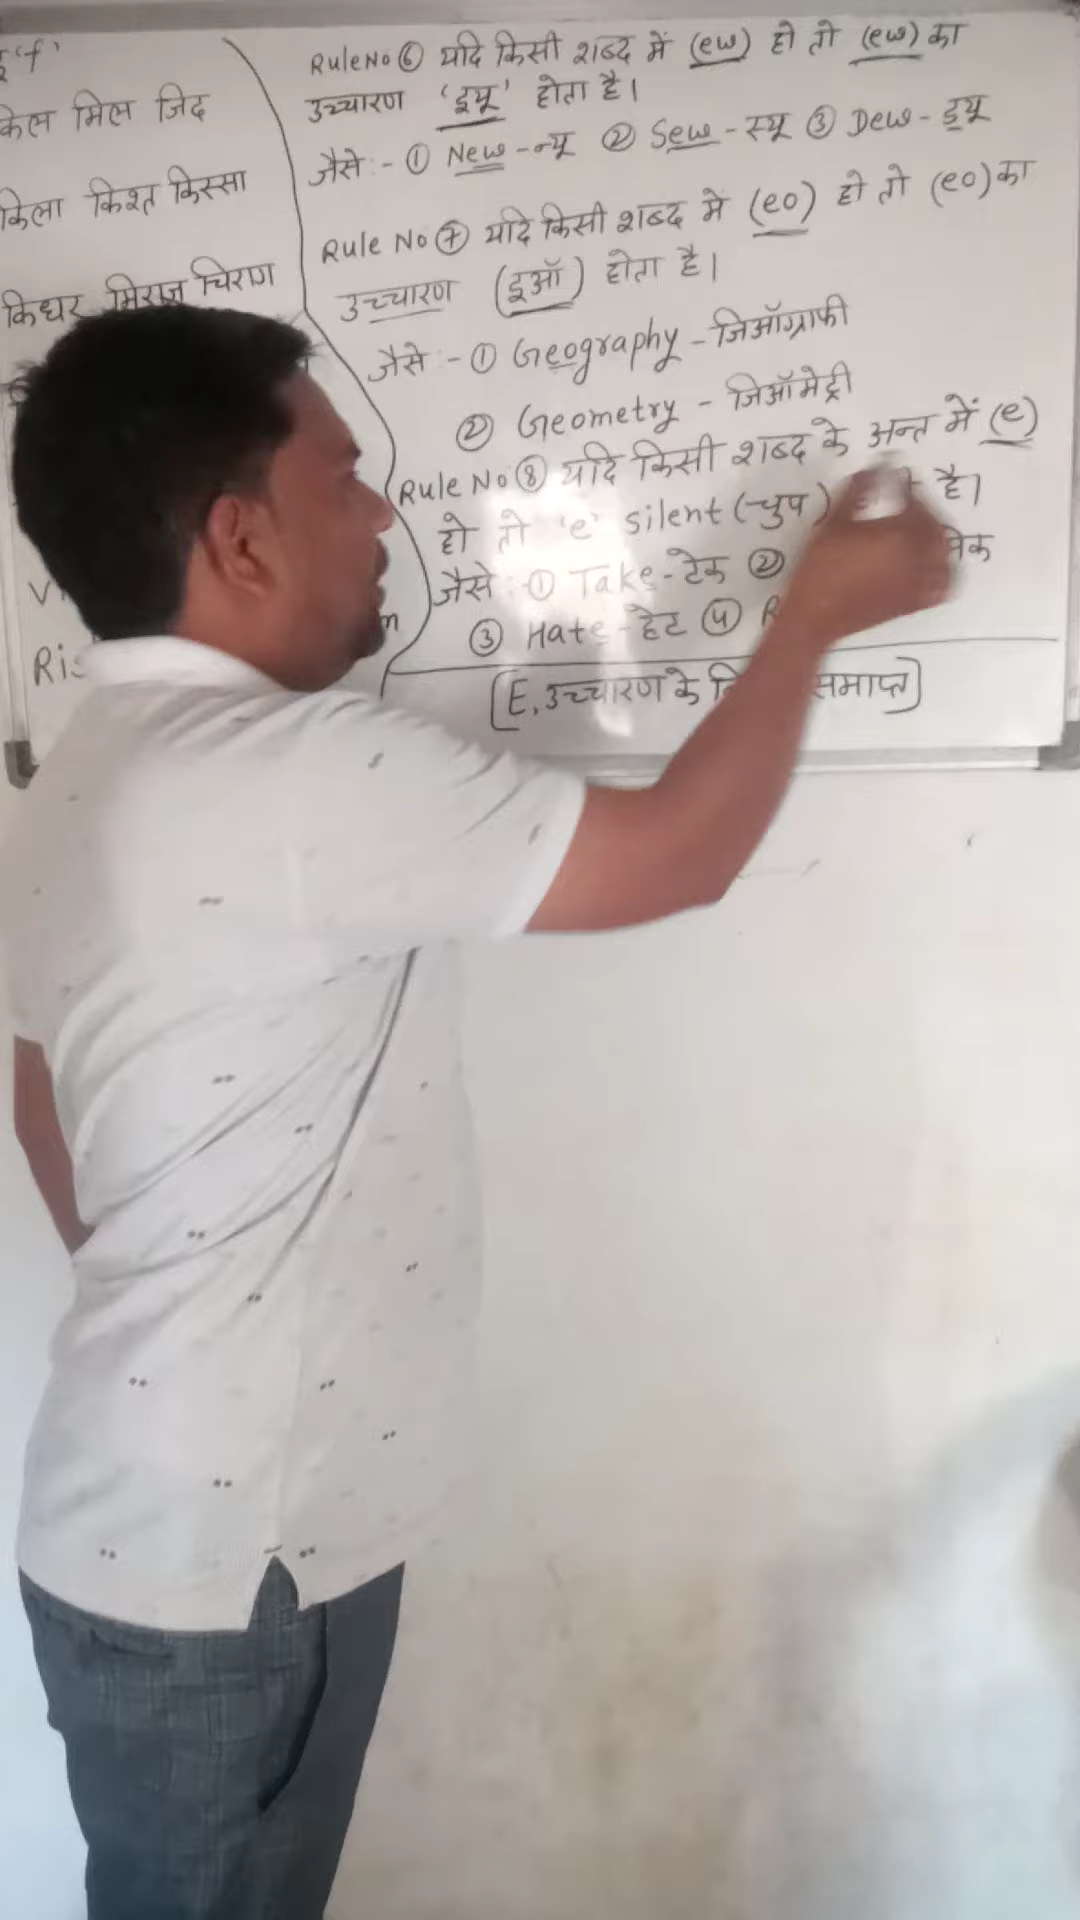 'f'
किल मिल जिद
किला किश्त किस्सा
किधर मिराज चिराग
Rule No ⑥ यदि किसी शब्द में (ew) हो तो (ew) का
उच्चारण 'इयू' होता है।
जैसे :- ① New - न्यू ② Sew - स्यू ③ Dew - ड्यू
Rule No ⑦ यदि किसी शब्द में (eo) हो तो (eo) का
उच्चारण (इऑ) होता है।
जैसे :- ① Geography - जिऑग्राफी
② Geometry - जिऑमेट्री
Rule No ⑧ यदि किसी शब्द के अन्त में (e)
हो तो 'e' silent (चुप) है।
जैसे :- ① Take - टेक ②
③ Hate - हेट ④ R
[E, उच्चारण के समाप्त]